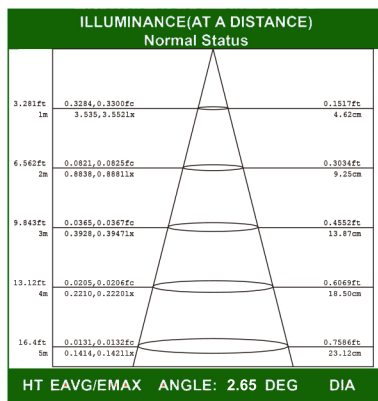 ILLUMINANCE(AT A DISTANCE)
Normal Status
3.281ft 0.3284,0.3300fc 0.1517ft
1m 3.535,3.552lx 4.62cm
6.562ft 0.0821,0.0825fc 0.3034ft
2m 0.8838,0.8881lx 9.25cm
9.843ft 0.0365,0.0367fc 0.4552ft
3m 0.3928,0.3947lx 13.87cm
13.12ft 0.0205,0.0206fc 0.6069ft
4m 0.2210,0.2220lx 18.50cm
16.4ft 0.0131,0.0132fc 0.7586ft
5m 0.1414,0.1421lx 23.12cm
HT EAVG/EMAX ANGLE: 2.65 DEG DIA